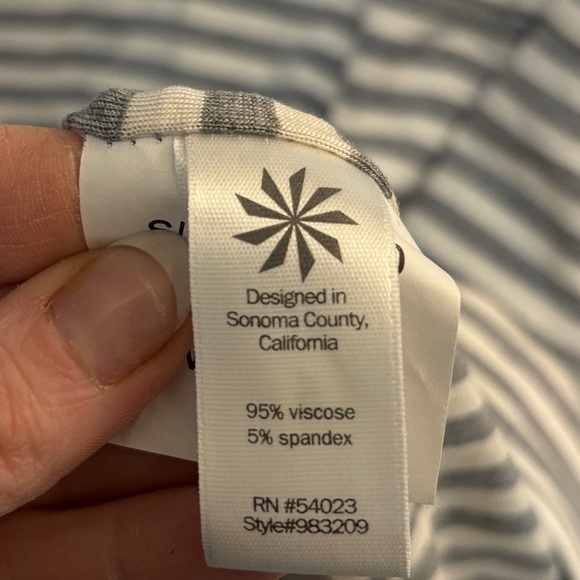 Designed in
Sonoma County,
California
95% viscose
5% spandex
RN #54023
Style#983209